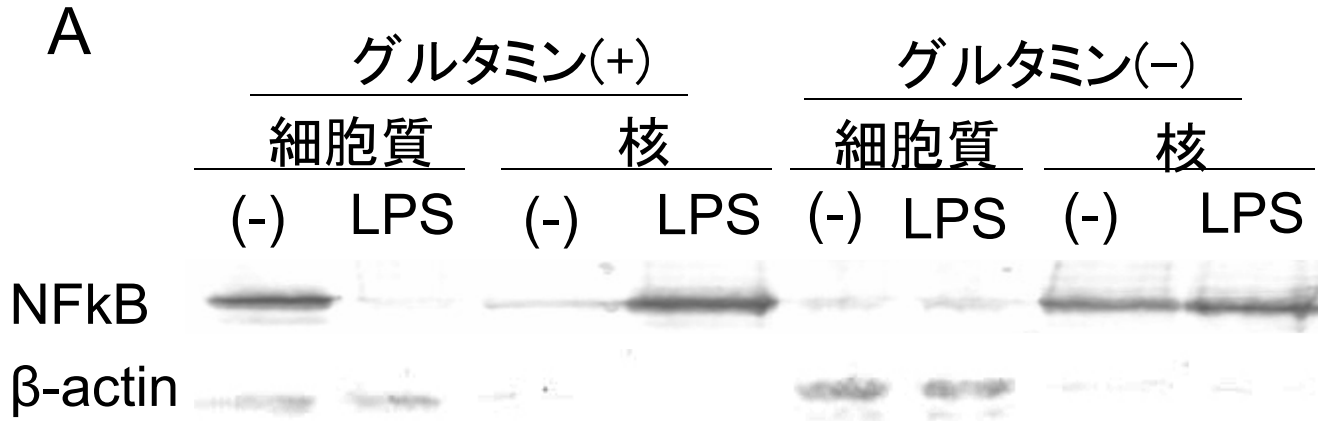 A
グルタミン(+) グルタミン(−)
細胞質 核 細胞質 核
(-) LPS (-) LPS (-) LPS (-) LPS
NFkB
β-actin